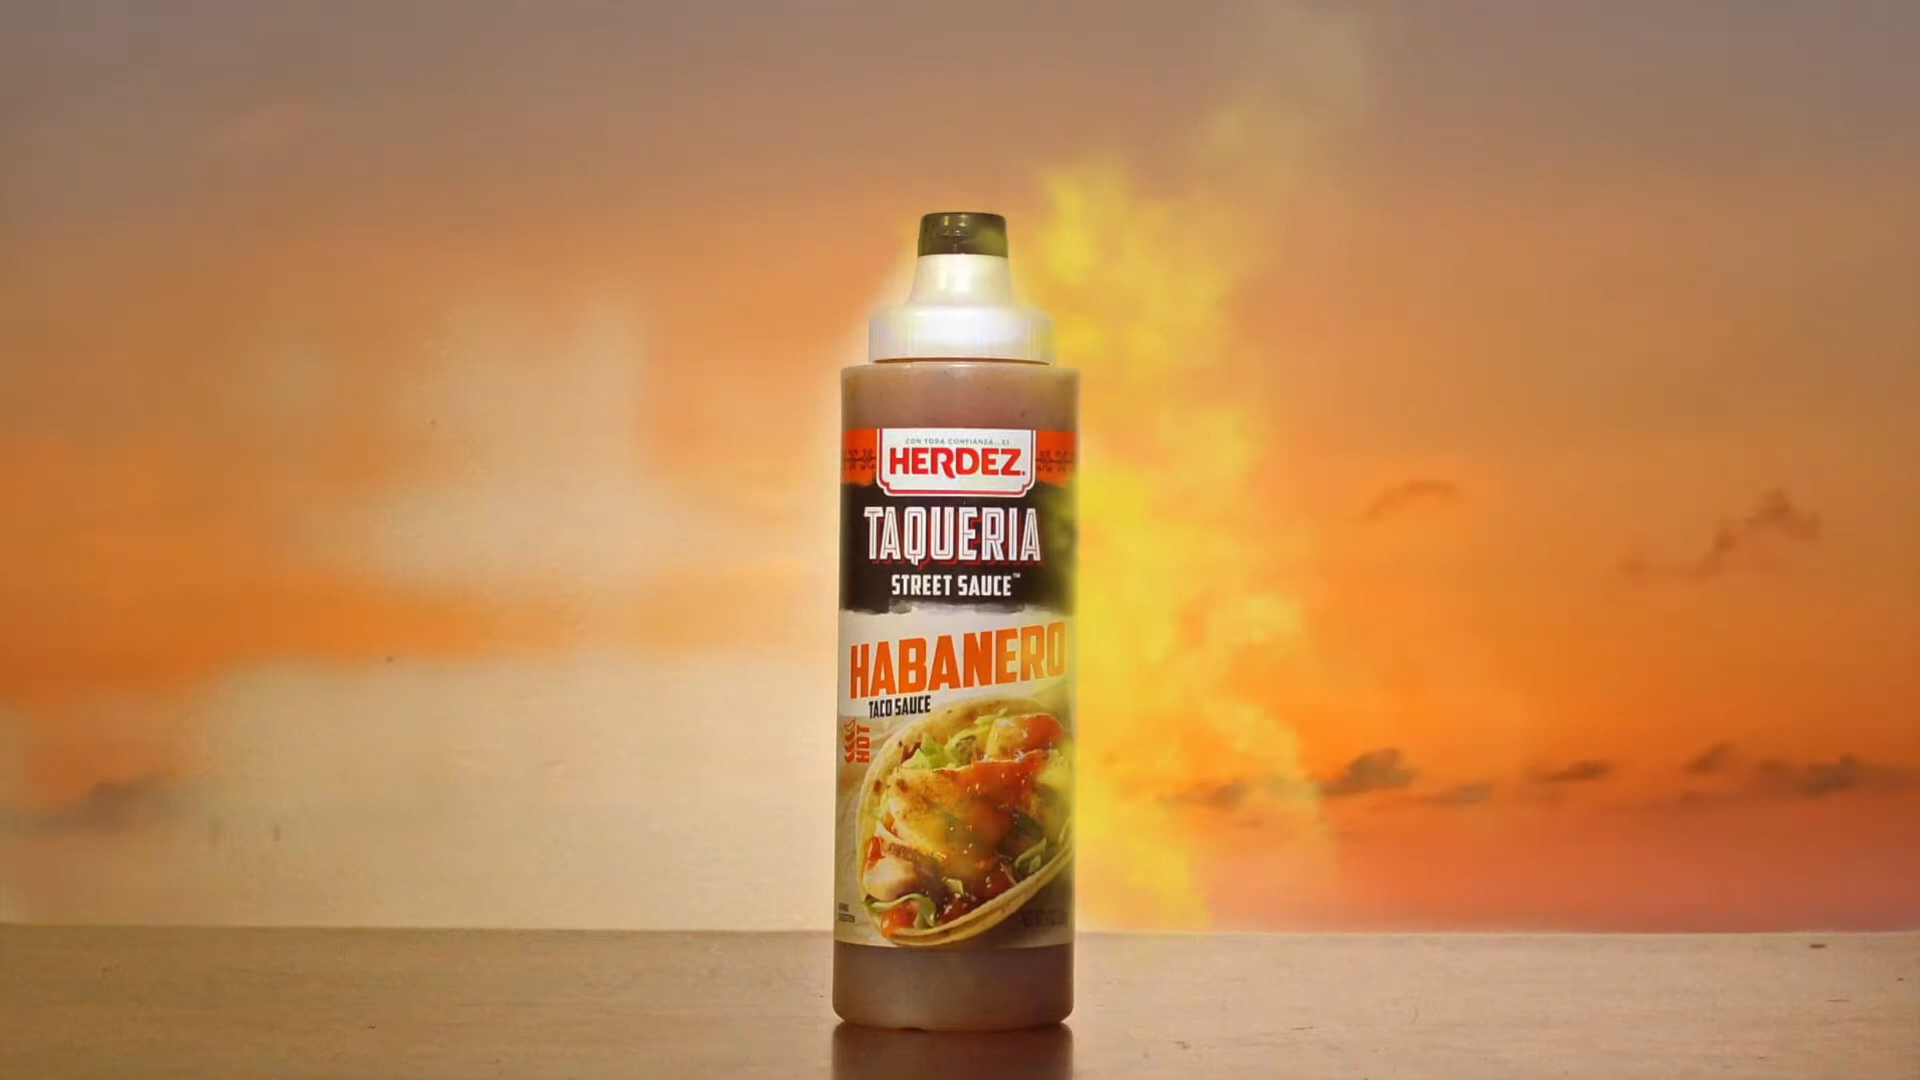 CON TODA CONFIANZA...ES
HERDEZ®
TAQUERIA
STREET SAUCE™
HABANERO
TACO SAUCE
HOT